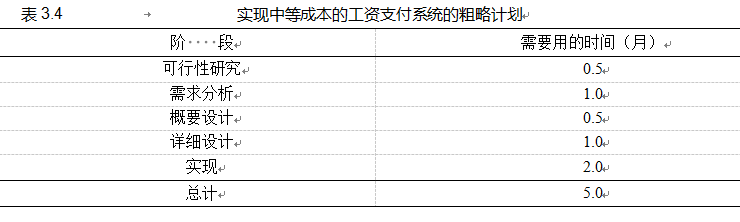 表 3.4 实现中等成本的工资支付系统的粗略计划
阶····段 需要用的时间（月）
可行性研究 0.5
需求分析 1.0
概要设计 0.5
详细设计 1.0
实现 2.0
总计 5.0